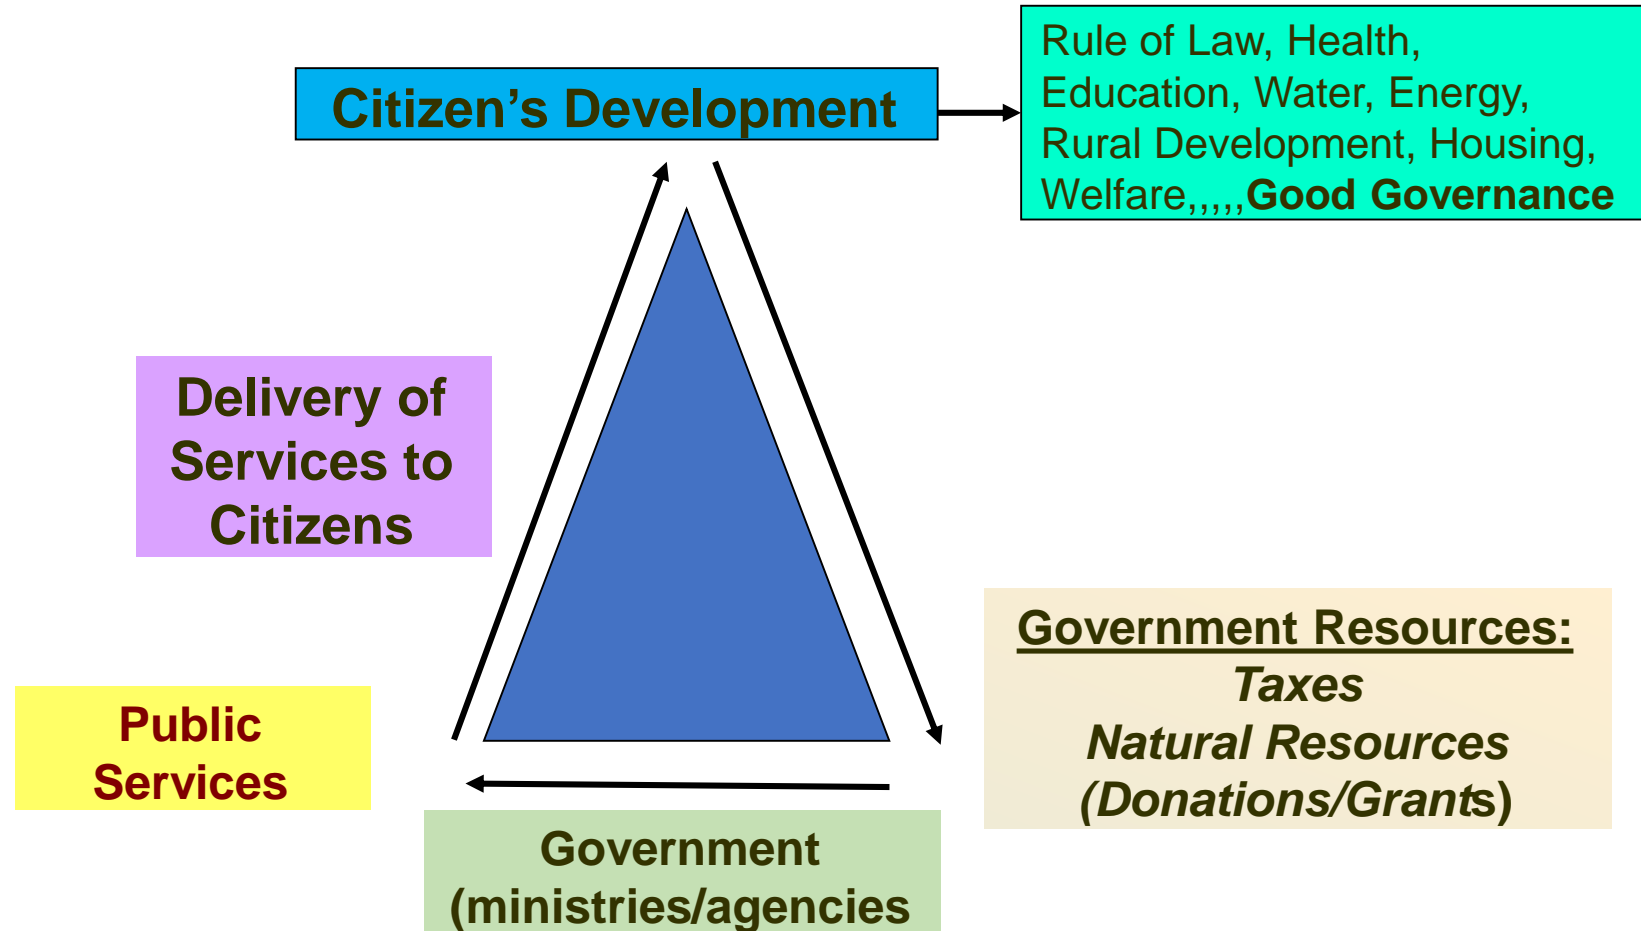 Rule of Law, Health,
Education, Water, Energy,
Rural Development, Housing,
Welfare,,,,,Good Governance
Citizen’s Development
Delivery of
Services to
Citizens
Government Resources:
Taxes
Natural Resources
(Donations/Grants)
Public
Services
Government
(ministries/agencies